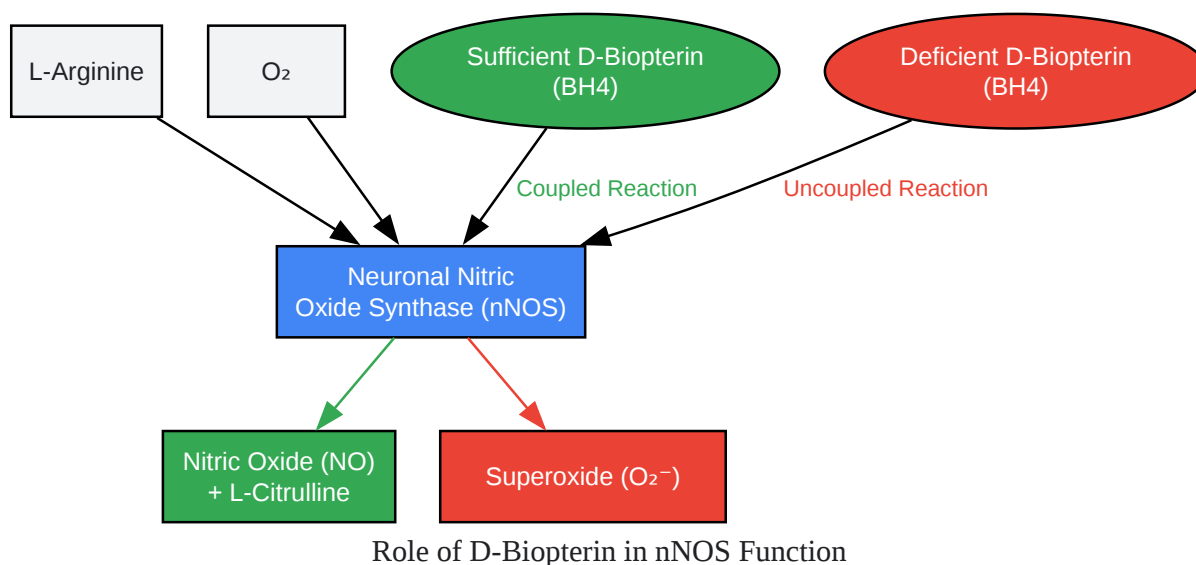 L-Arginine
O₂
Sufficient D-Biopterin
(BH4)
Deficient D-Biopterin
(BH4)
Coupled Reaction
Uncoupled Reaction
Neuronal Nitric
Oxide Synthase (nNOS)
Nitric Oxide (NO)
+ L-Citrulline
Superoxide (O₂⁻)
Role of D-Biopterin in nNOS Function